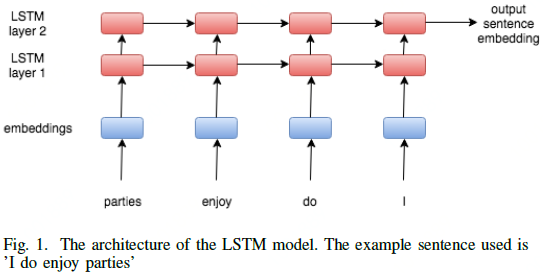 LSTM
layer 2
output
sentence
embedding
LSTM
layer 1
embeddings
parties enjoy do I
Fig. 1. The architecture of the LSTM model. The example sentence used is
’I do enjoy parties’